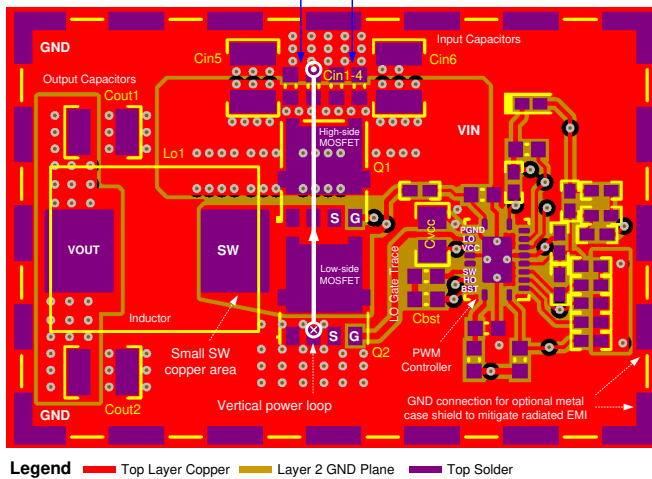 GND
Input Capacitors
Cin5
Cin6
Cin1-4
Output Capacitors
Cout1
High-side
MOSFET
VIN
Lo1
Q1
S
G
PGND
LO
VCC
Cvcc
VOUT
SW
Low-side
MOSFET
LO Gate Trace
SW
HO
BST
Cbst
Inductor
S
G
Q2
Small SW
copper area
PWM
Controller
Vertical power loop
GND connection for optional metal
case shield to mitigate radiated EMI
GND
Cout2
Legend
Top Layer Copper
Layer 2 GND Plane
Top Solder